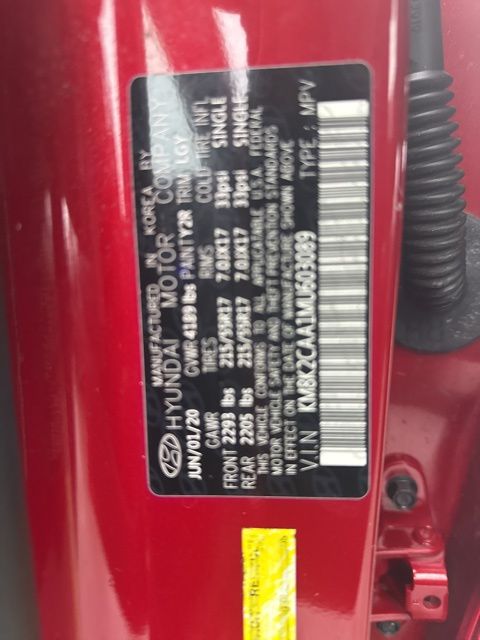 MANUFACTURED IN KOREA BY
HYUNDAI MOTOR COMPANY
JUN/01/20 GVWR 4189 lbs PAINT Y2R TRIM LGY
GAWR TIRES RIMS COLD TIRE INFL
FRONT 2293 lbs 215/55R17 7.0JX17 33psi SINGLE
REAR 2205 lbs 215/55R17 7.0JX17 33psi SINGLE
THIS VEHICLE CONFORMS TO ALL APPLICABLE U.S.A. FEDERAL
MOTOR VEHICLE SAFETY AND THEFT PREVENTION STANDARDS
IN EFFECT ON THE DATE OF MANUFACTURE SHOWN ABOVE
V.I.N KM8K2CAA1MU603089 TYPE : MPV